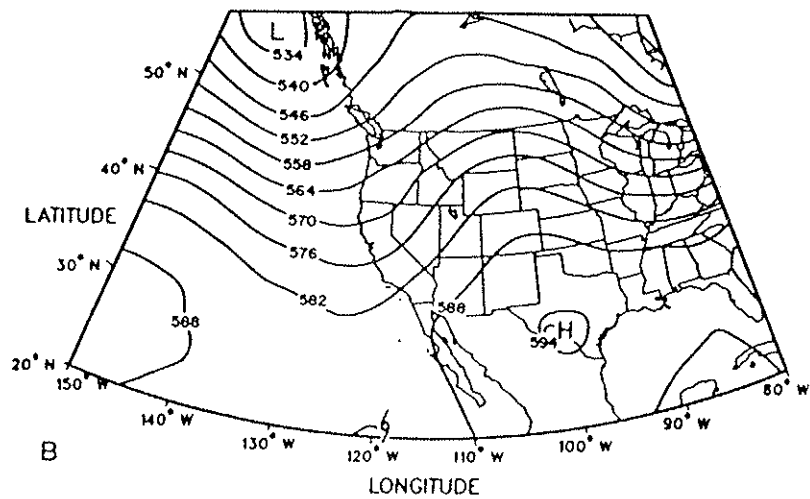 L
534
50° N
540
546
552
558
40° N
564
LATITUDE
570
576
30° N
582
588
588
H
594
20° N
150° W
80° W
140° W
90° W
130° W
120° W
110° W
100° W
B
LONGITUDE